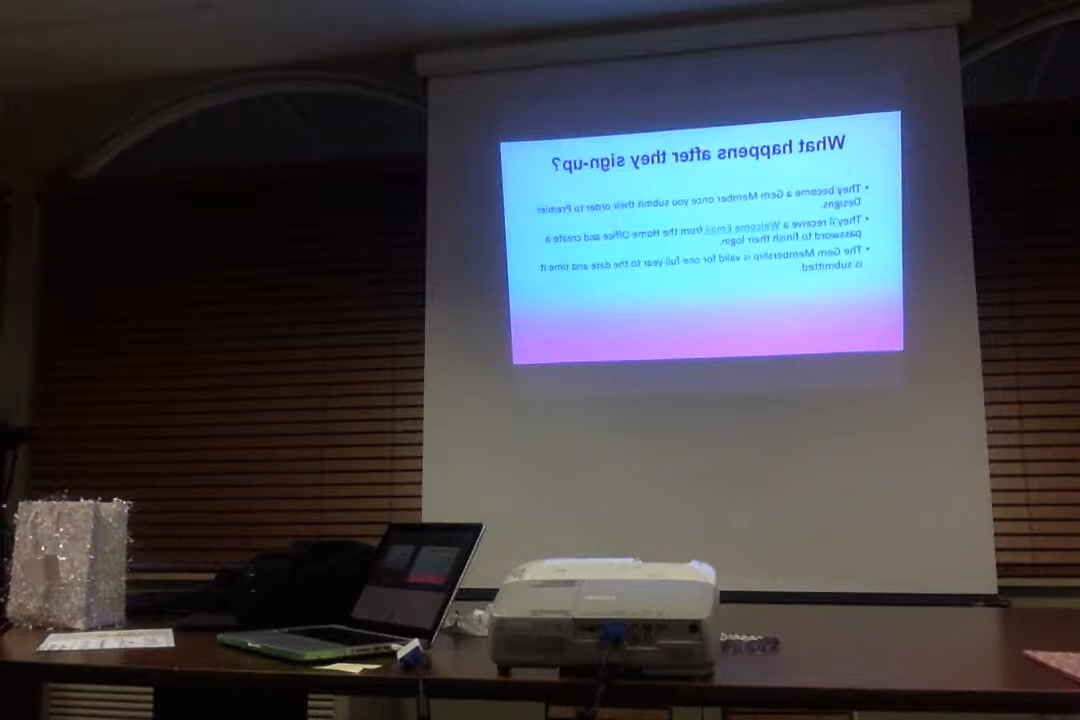 What happens after they sign-up?
• They become a Gem Member once you submit their order to Premier
Designs.
• They'll receive a Welcome Email from the Home Office and create a
password to finish their login
• The Gem Membership is valid for one full year to the date and time it
is submitted